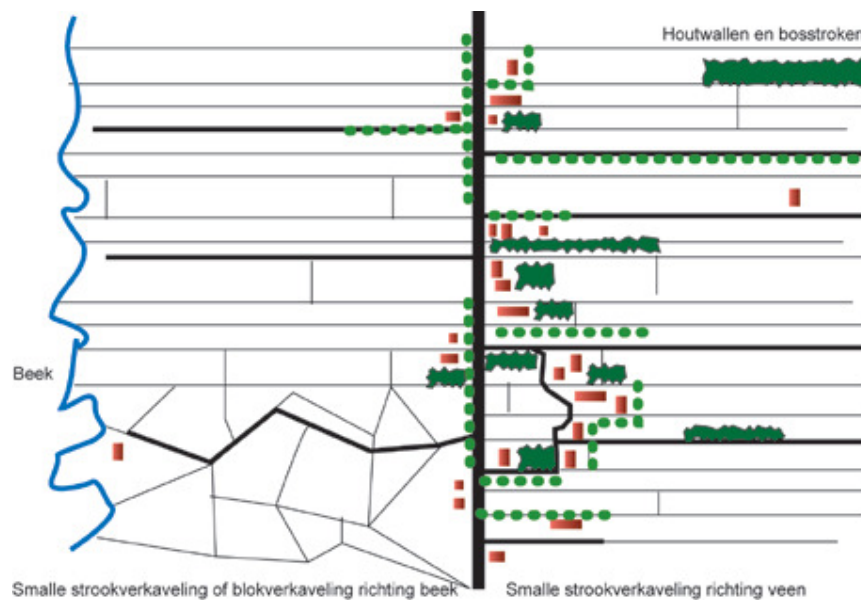 Houtwallen en bosstroken
Beek
Smalle strookverkaveling of blokverkaveling richting beek
Smalle strookverkaveling richting veen